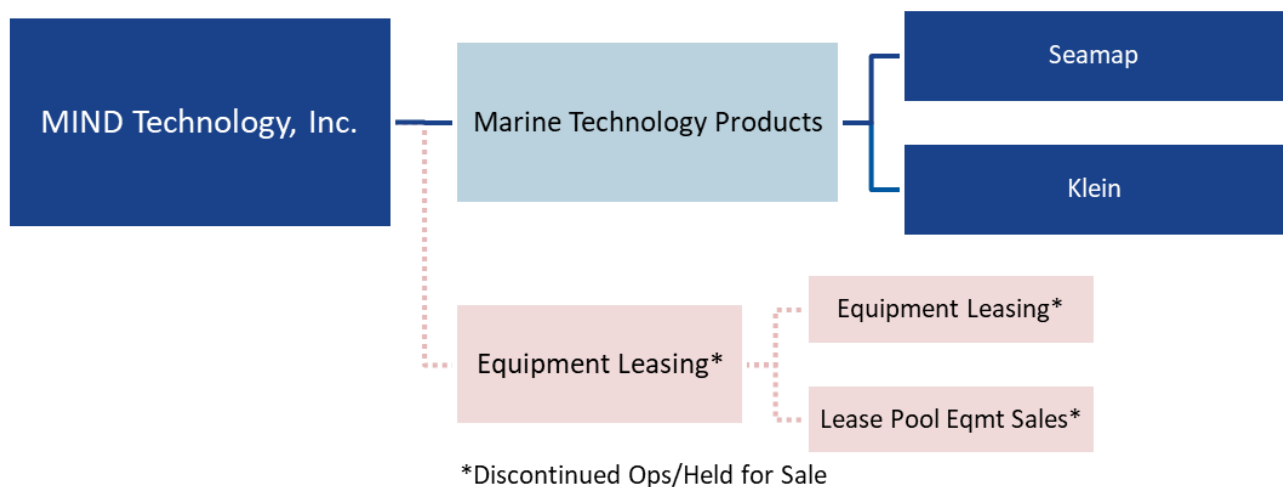 MIND Technology, Inc.
Marine Technology Products
Seamap
Klein
Equipment Leasing*
Equipment Leasing*
Lease Pool Eqmt Sales*
*Discontinued Ops/Held for Sale